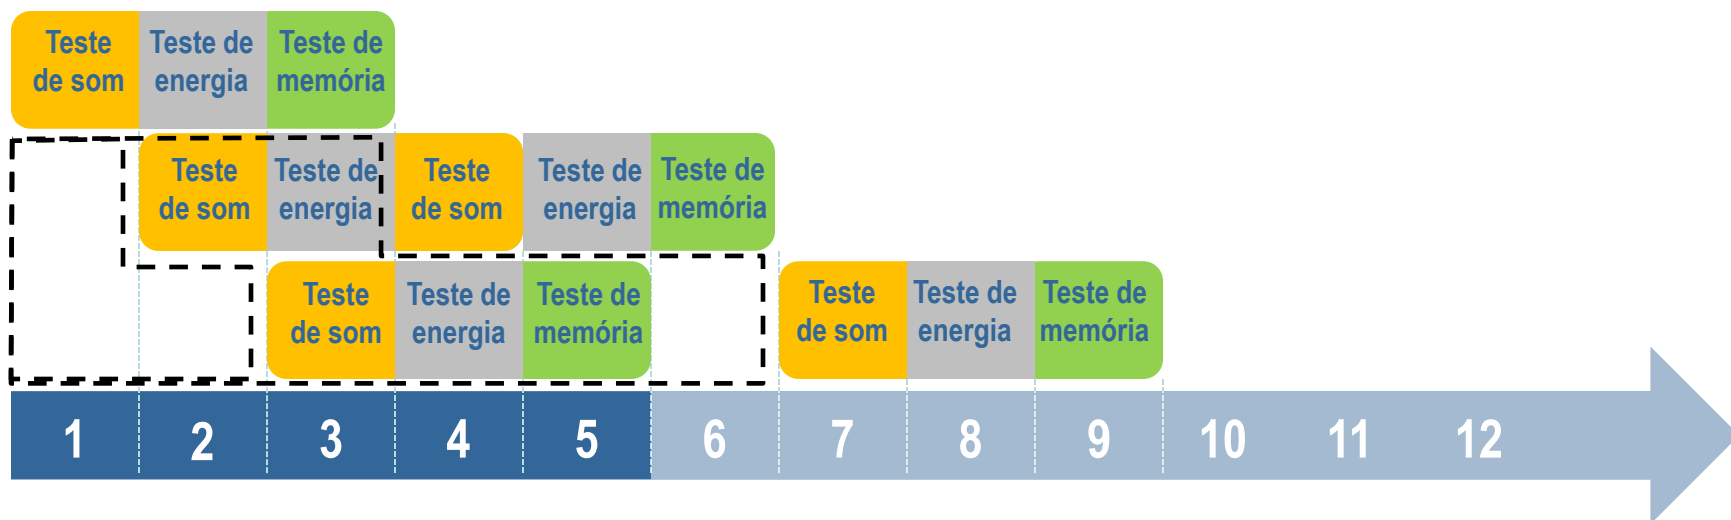 Teste
de som
Teste de
energia
Teste de
memória
Teste
de som
Teste de
energia
Teste
de som
Teste de
energia
Teste de
memória
Teste
de som
Teste de
energia
Teste de
memória
Teste
de som
Teste de
energia
Teste de
memória
1 2 3 4 5 6 7 8 9 10 11 12